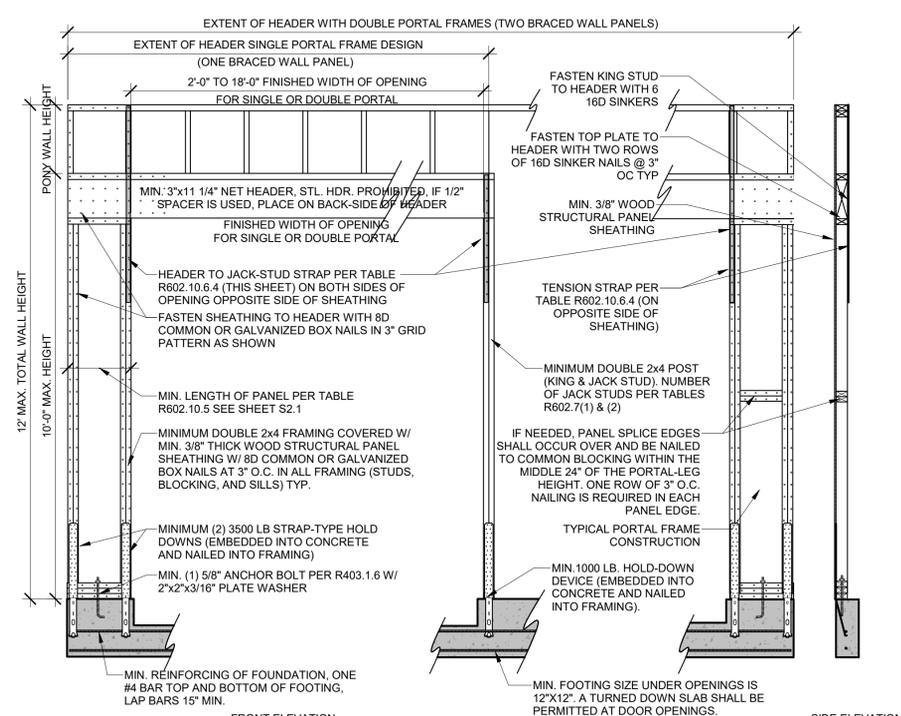 EXTENT OF HEADER WITH DOUBLE PORTAL FRAMES (TWO BRACED WALL PANELS)
EXTENT OF HEADER SINGLE PORTAL FRAME DESIGN
(ONE BRACED WALL PANEL)
2'-0" TO 18'-0" FINISHED WIDTH OF OPENING
FOR SINGLE OR DOUBLE PORTAL
FASTEN KING STUD
TO HEADER WITH 6
16D SINKERS
FASTEN TOP PLATE TO
HEADER WITH TWO ROWS
OF 16D SINKER NAILS @ 3"
OC TYP
PONY WALL HEIGHT
MIN. 3"x11 1/4" NET HEADER, STL. HDR. PROHIBITED, IF 1/2"
SPACER IS USED, PLACE ON BACK-SIDE OF HEADER
FINISHED WIDTH OF OPENING
FOR SINGLE OR DOUBLE PORTAL
MIN. 3/8" WOOD
STRUCTURAL PANEL
SHEATHING
HEADER TO JACK-STUD STRAP PER TABLE
R602.10.6.4 (THIS SHEET) ON BOTH SIDES OF
OPENING OPPOSITE SIDE OF SHEATHING
TENSION STRAP PER
TABLE R602.10.6.4 (ON
OPPOSITE SIDE OF
SHEATHING)
FASTEN SHEATHING TO HEADER WITH 8D
COMMON OR GALVANIZED BOX NAILS IN 3" GRID
PATTERN AS SHOWN
12' MAX. TOTAL WALL HEIGHT
10'-0" MAX. HEIGHT
MIN. LENGTH OF PANEL PER TABLE
R602.10.5 SEE SHEET S2.1
MINIMUM DOUBLE 2x4 POST
(KING & JACK STUD). NUMBER
OF JACK STUDS PER TABLES
R602.7(1) & (2)
MINIMUM DOUBLE 2x4 FRAMING COVERED W/
MIN. 3/8" THICK WOOD STRUCTURAL PANEL
SHEATHING W/ 8D COMMON OR GALVANIZED
BOX NAILS AT 3" O.C. IN ALL FRAMING (STUDS,
BLOCKING, AND SILLS) TYP.
IF NEEDED, PANEL SPLICE EDGES
SHALL OCCUR OVER AND BE NAILED
TO COMMON BLOCKING WITHIN THE
MIDDLE 24" OF THE PORTAL-LEG
HEIGHT. ONE ROW OF 3" O.C.
NAILING IS REQUIRED IN EACH
PANEL EDGE.
MINIMUM (2) 3500 LB STRAP-TYPE HOLD
DOWNS (EMBEDDED INTO CONCRETE
AND NAILED INTO FRAMING)
TYPICAL PORTAL FRAME
CONSTRUCTION
MIN. (1) 5/8" ANCHOR BOLT PER R403.1.6 W/
2"x2"x3/16" PLATE WASHER
MIN.1000 LB. HOLD-DOWN
DEVICE (EMBEDDED INTO
CONCRETE AND NAILED
INTO FRAMING).
MIN. REINFORCING OF FOUNDATION, ONE
#4 BAR TOP AND BOTTOM OF FOOTING,
LAP BARS 15" MIN.
MIN. FOOTING SIZE UNDER OPENINGS IS
12"X12". A TURNED DOWN SLAB SHALL BE
PERMITTED AT DOOR OPENINGS.
FRONT ELEVATION
SIDE ELEVATION